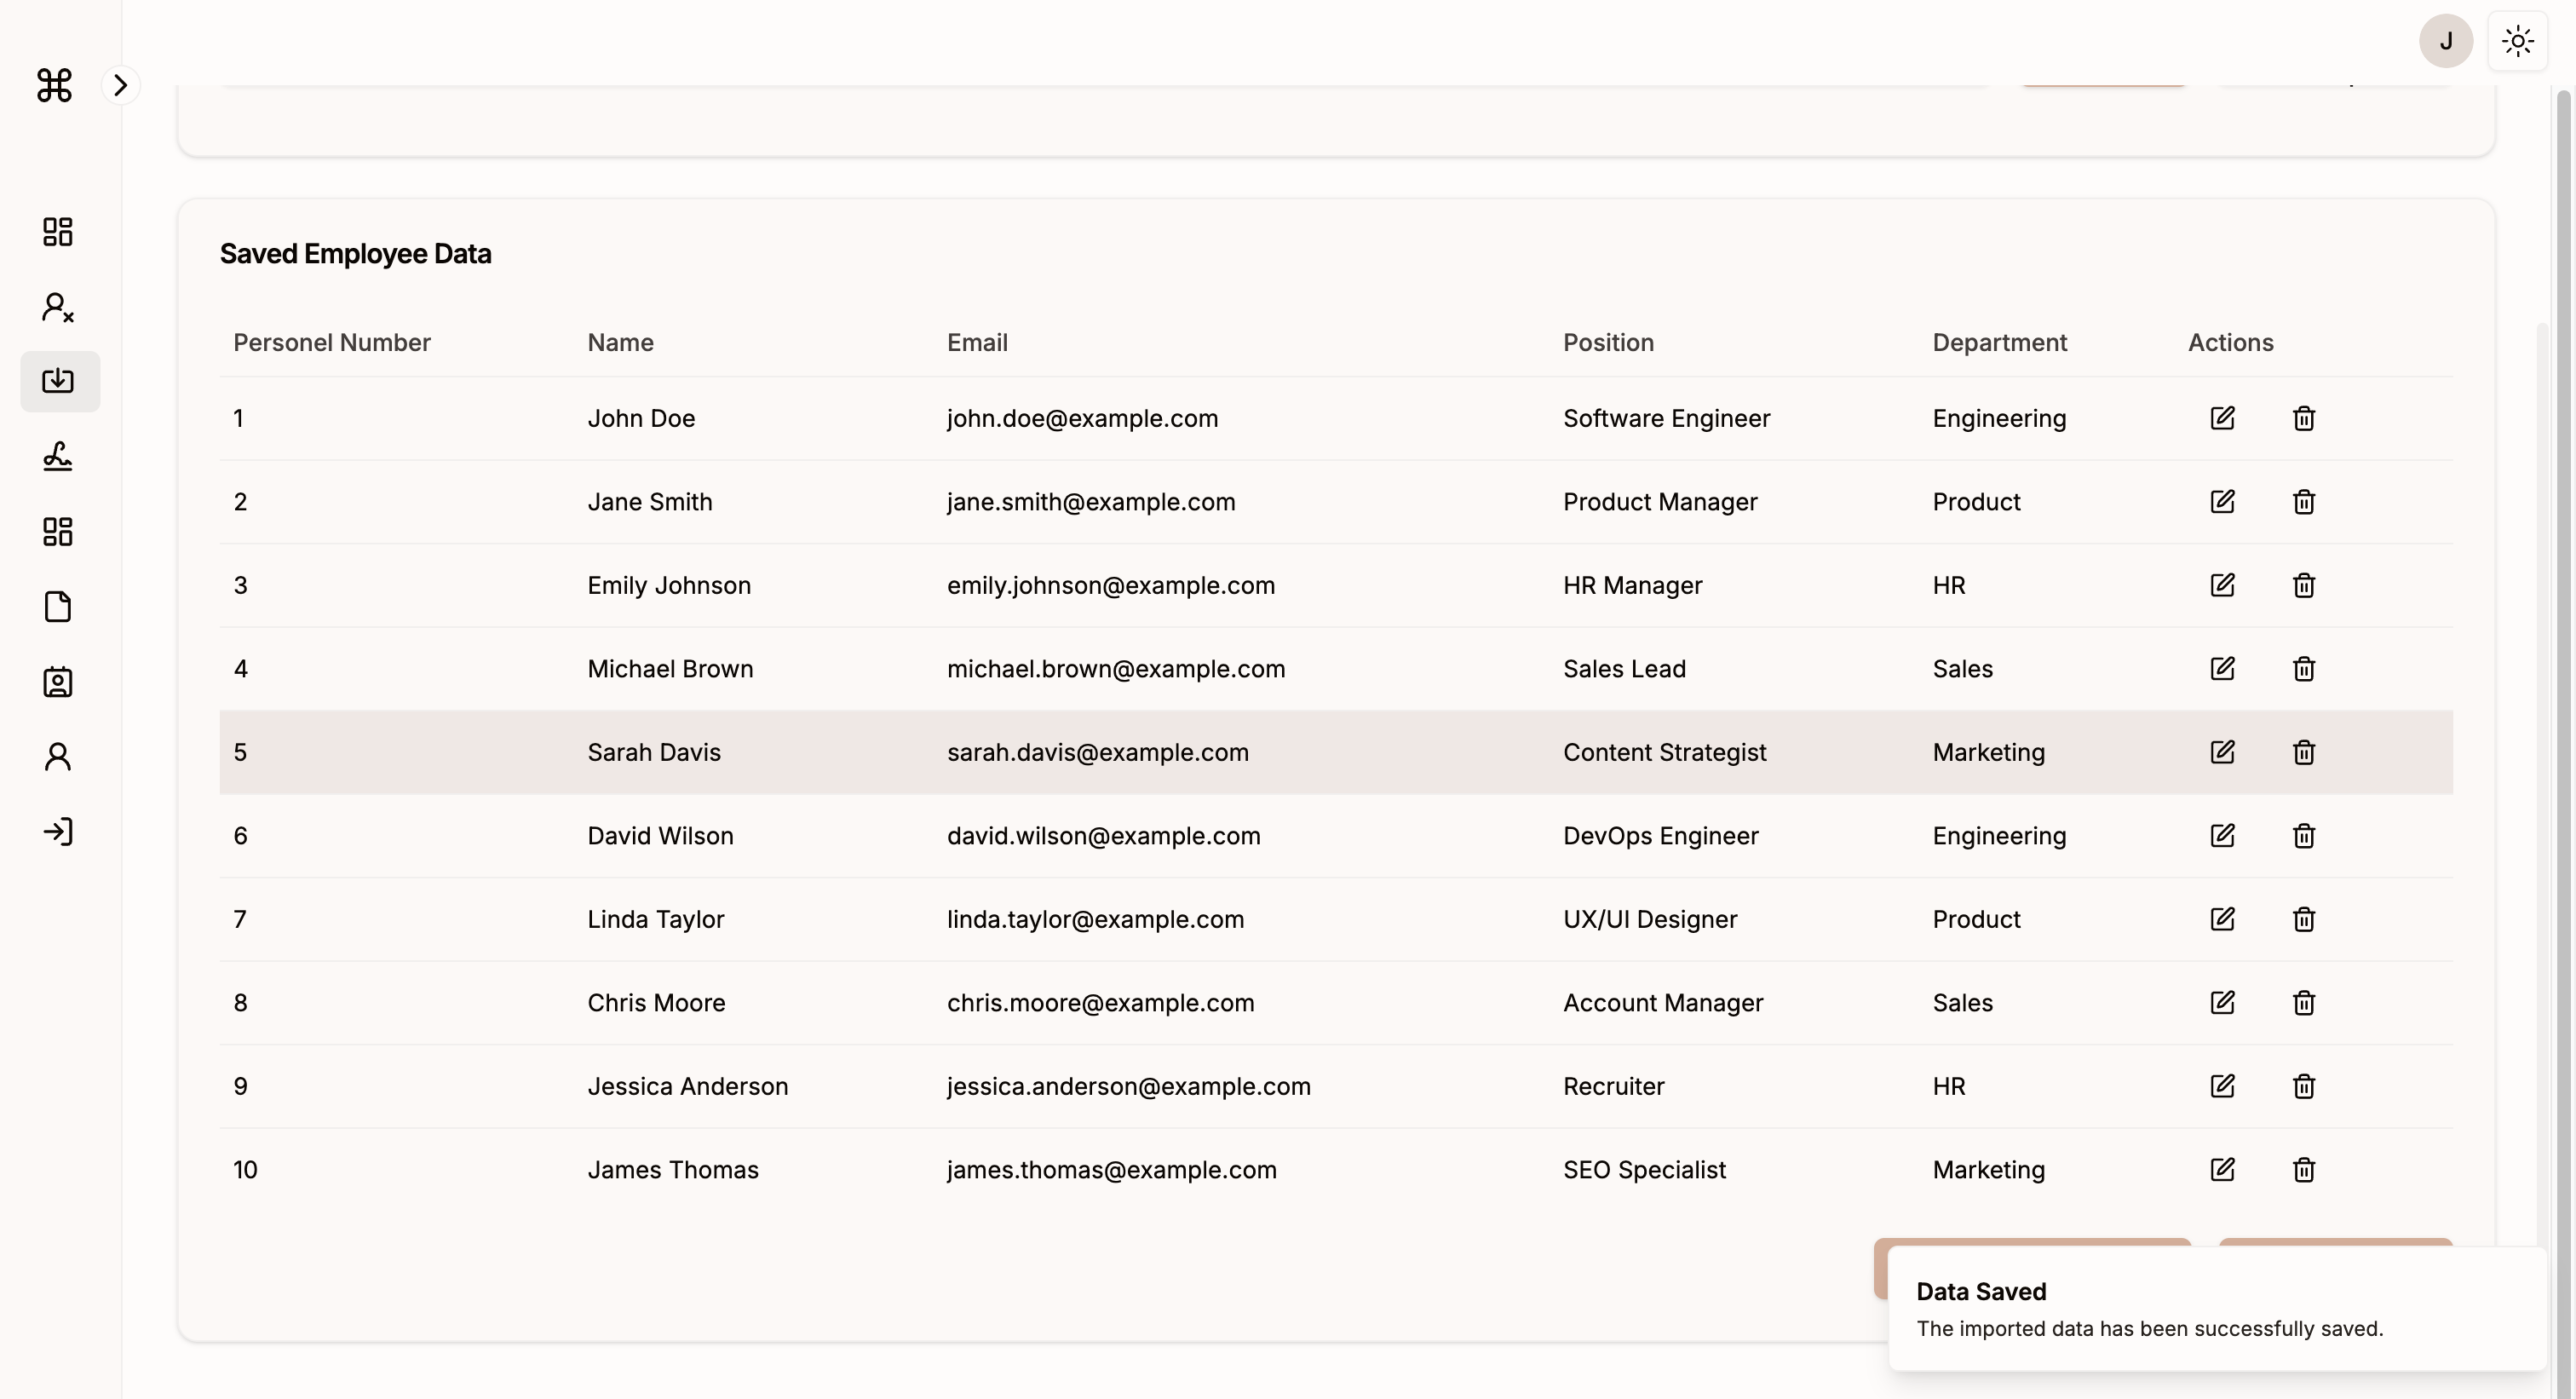 J
Saved Employee Data
Personel Number Name Email Position Department Actions
1 John Doe john.doe@example.com Software Engineer Engineering
2 Jane Smith jane.smith@example.com Product Manager Product
3 Emily Johnson emily.johnson@example.com HR Manager HR
4 Michael Brown michael.brown@example.com Sales Lead Sales
5 Sarah Davis sarah.davis@example.com Content Strategist Marketing
6 David Wilson david.wilson@example.com DevOps Engineer Engineering
7 Linda Taylor linda.taylor@example.com UX/UI Designer Product
8 Chris Moore chris.moore@example.com Account Manager Sales
9 Jessica Anderson jessica.anderson@example.com Recruiter HR
10 James Thomas james.thomas@example.com SEO Specialist Marketing
Data Saved
The imported data has been successfully saved.